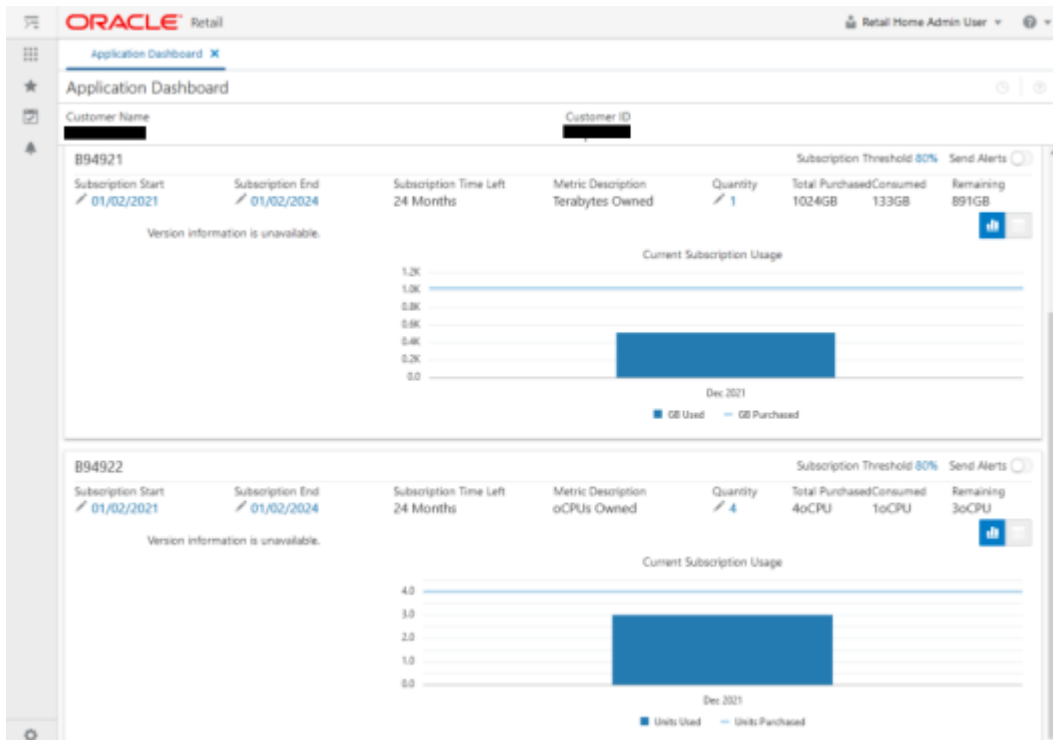 ORACLE Retail
Retail Home Admin User
Application Dashboard
Application Dashboard
Customer Name Customer ID
B94921 Subscription Threshold 80% Send Alerts
Subscription Start Subscription End Subscription Time Left Metric Description Quantity Total Purchased Consumed Remaining
01/02/2021 01/02/2024 24 Months Terabytes Owned 1 1024GB 133GB 891GB
Version information is unavailable.
Current Subscription Usage
1.2K
1.0K
0.8K
0.6K
0.4K
0.2K
0.0
Dec 2021
GB Used GB Purchased
B94922 Subscription Threshold 80% Send Alerts
Subscription Start Subscription End Subscription Time Left Metric Description Quantity Total Purchased Consumed Remaining
01/02/2021 01/02/2024 24 Months oCPUs Owned 4 4oCPU 1oCPU 3oCPU
Version information is unavailable.
Current Subscription Usage
4.0
3.0
2.0
1.0
0.0
Dec 2021
Units Used Units Purchased